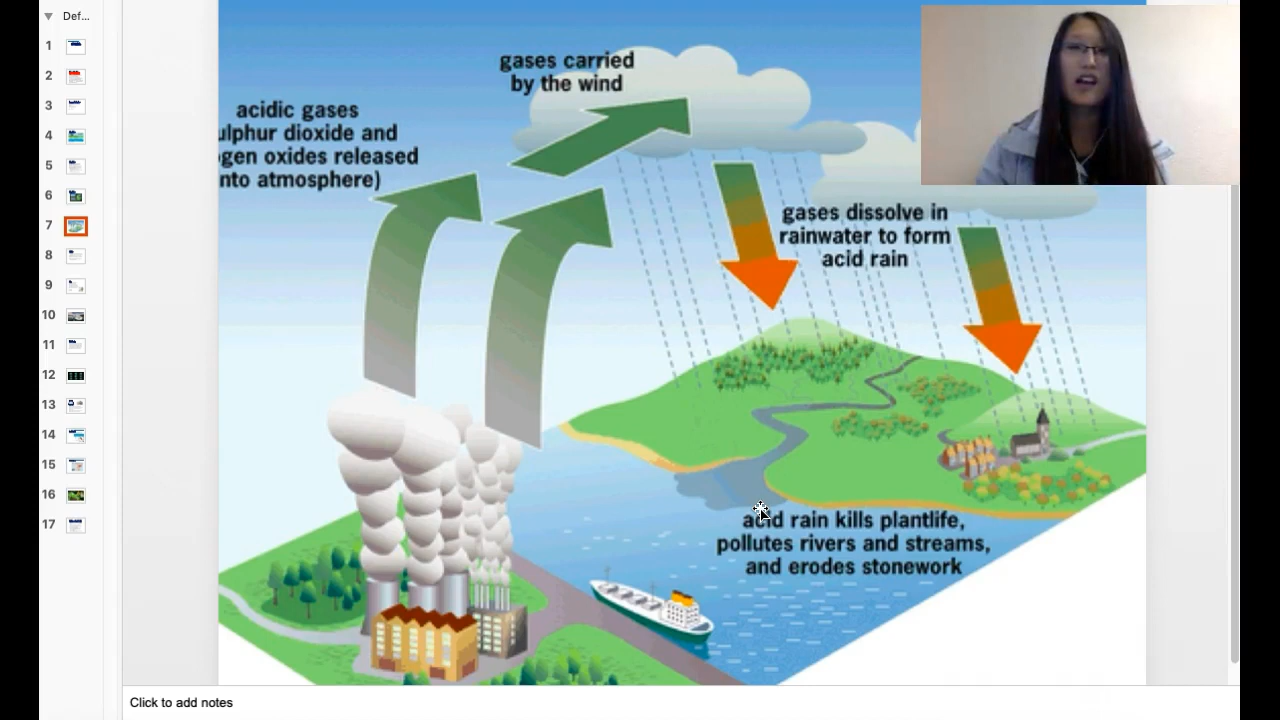 Def...
1
2
3
4
5
6
7
8
9
10
11
12
13
14
15
16
17
gases carried
by the wind
acidic gases
ulphur dioxide and
gen oxides released
nto atmosphere)
gases dissolve in
rainwater to form
acid rain
acid rain kills plantlife,
pollutes rivers and streams,
and erodes stonework
Click to add notes